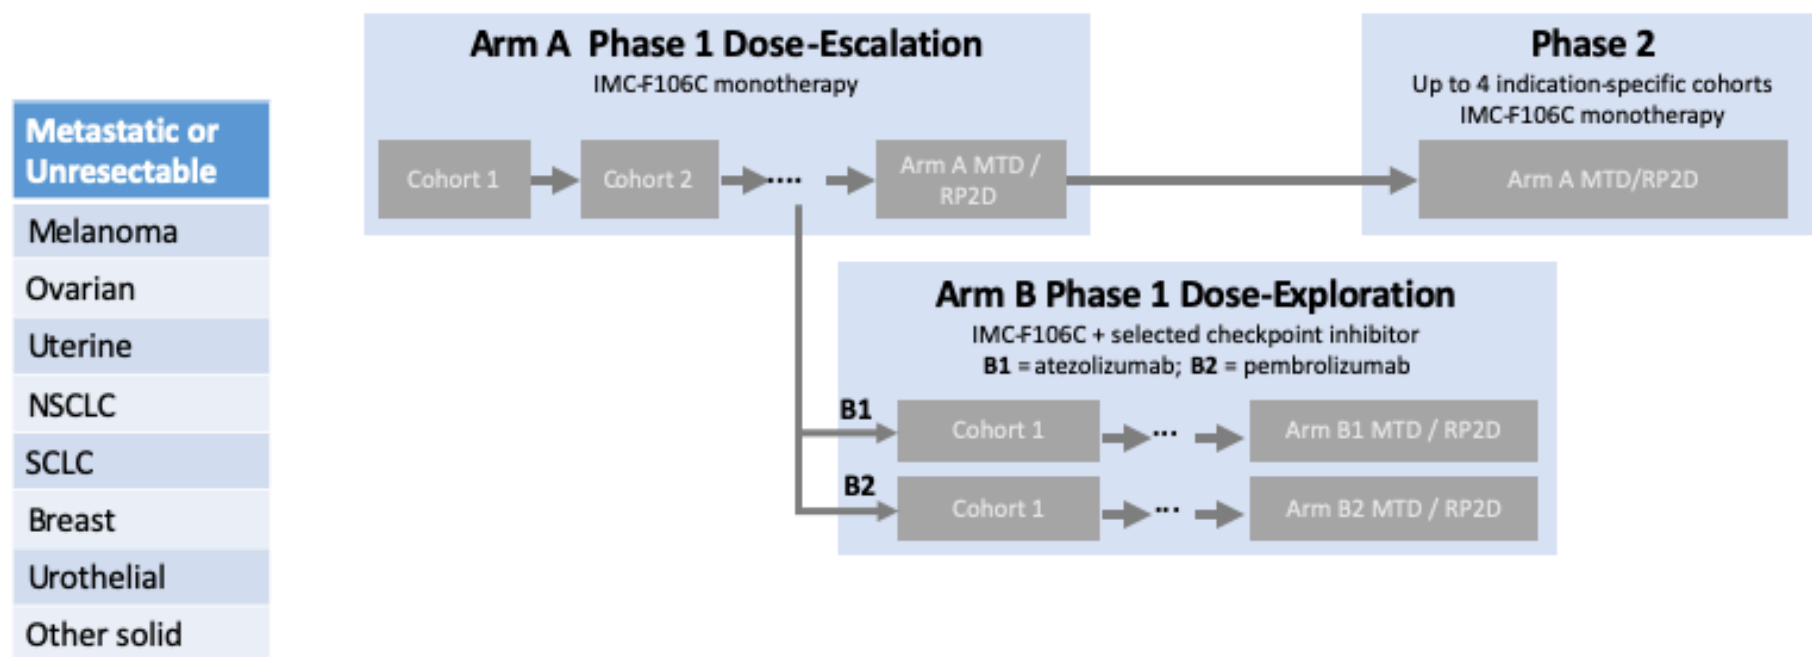 Metastatic or
Unresectable
Melanoma
Ovarian
Uterine
NSCLC
SCLC
Breast
Urothelial
Other solid
Arm A Phase 1 Dose-Escalation
IMC-F106C monotherapy
Cohort 1
Cohort 2
....
Arm A MTD /
RP2D
Phase 2
Up to 4 indication-specific cohorts
IMC-F106C monotherapy
Arm A MTD/RP2D
Arm B Phase 1 Dose-Exploration
IMC-F106C + selected checkpoint inhibitor
B1 = atezolizumab; B2 = pembrolizumab
B1
Cohort 1
...
Arm B1 MTD / RP2D
B2
Cohort 1
...
Arm B2 MTD / RP2D